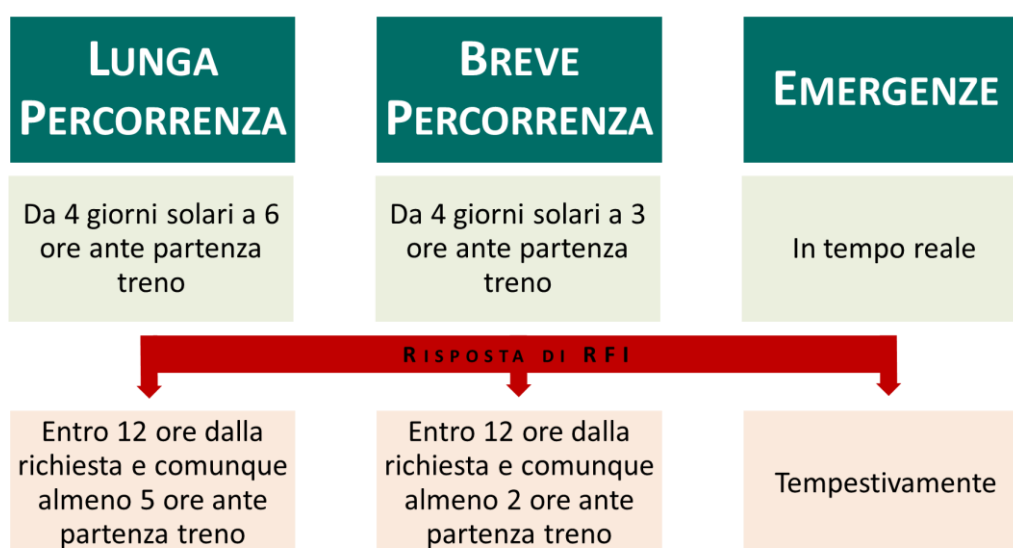 LUNGA
PERCORRENZA
BREVE
PERCORRENZA
EMERGENZE
Da 4 giorni solari a 6
ore ante partenza
treno
Da 4 giorni solari a 3
ore ante partenza
treno
In tempo reale
RISPOSTA DI RFI
Entro 12 ore dalla
richiesta e comunque
almeno 5 ore ante
partenza treno
Entro 12 ore dalla
richiesta e comunque
almeno 2 ore ante
partenza treno
Tempestivamente